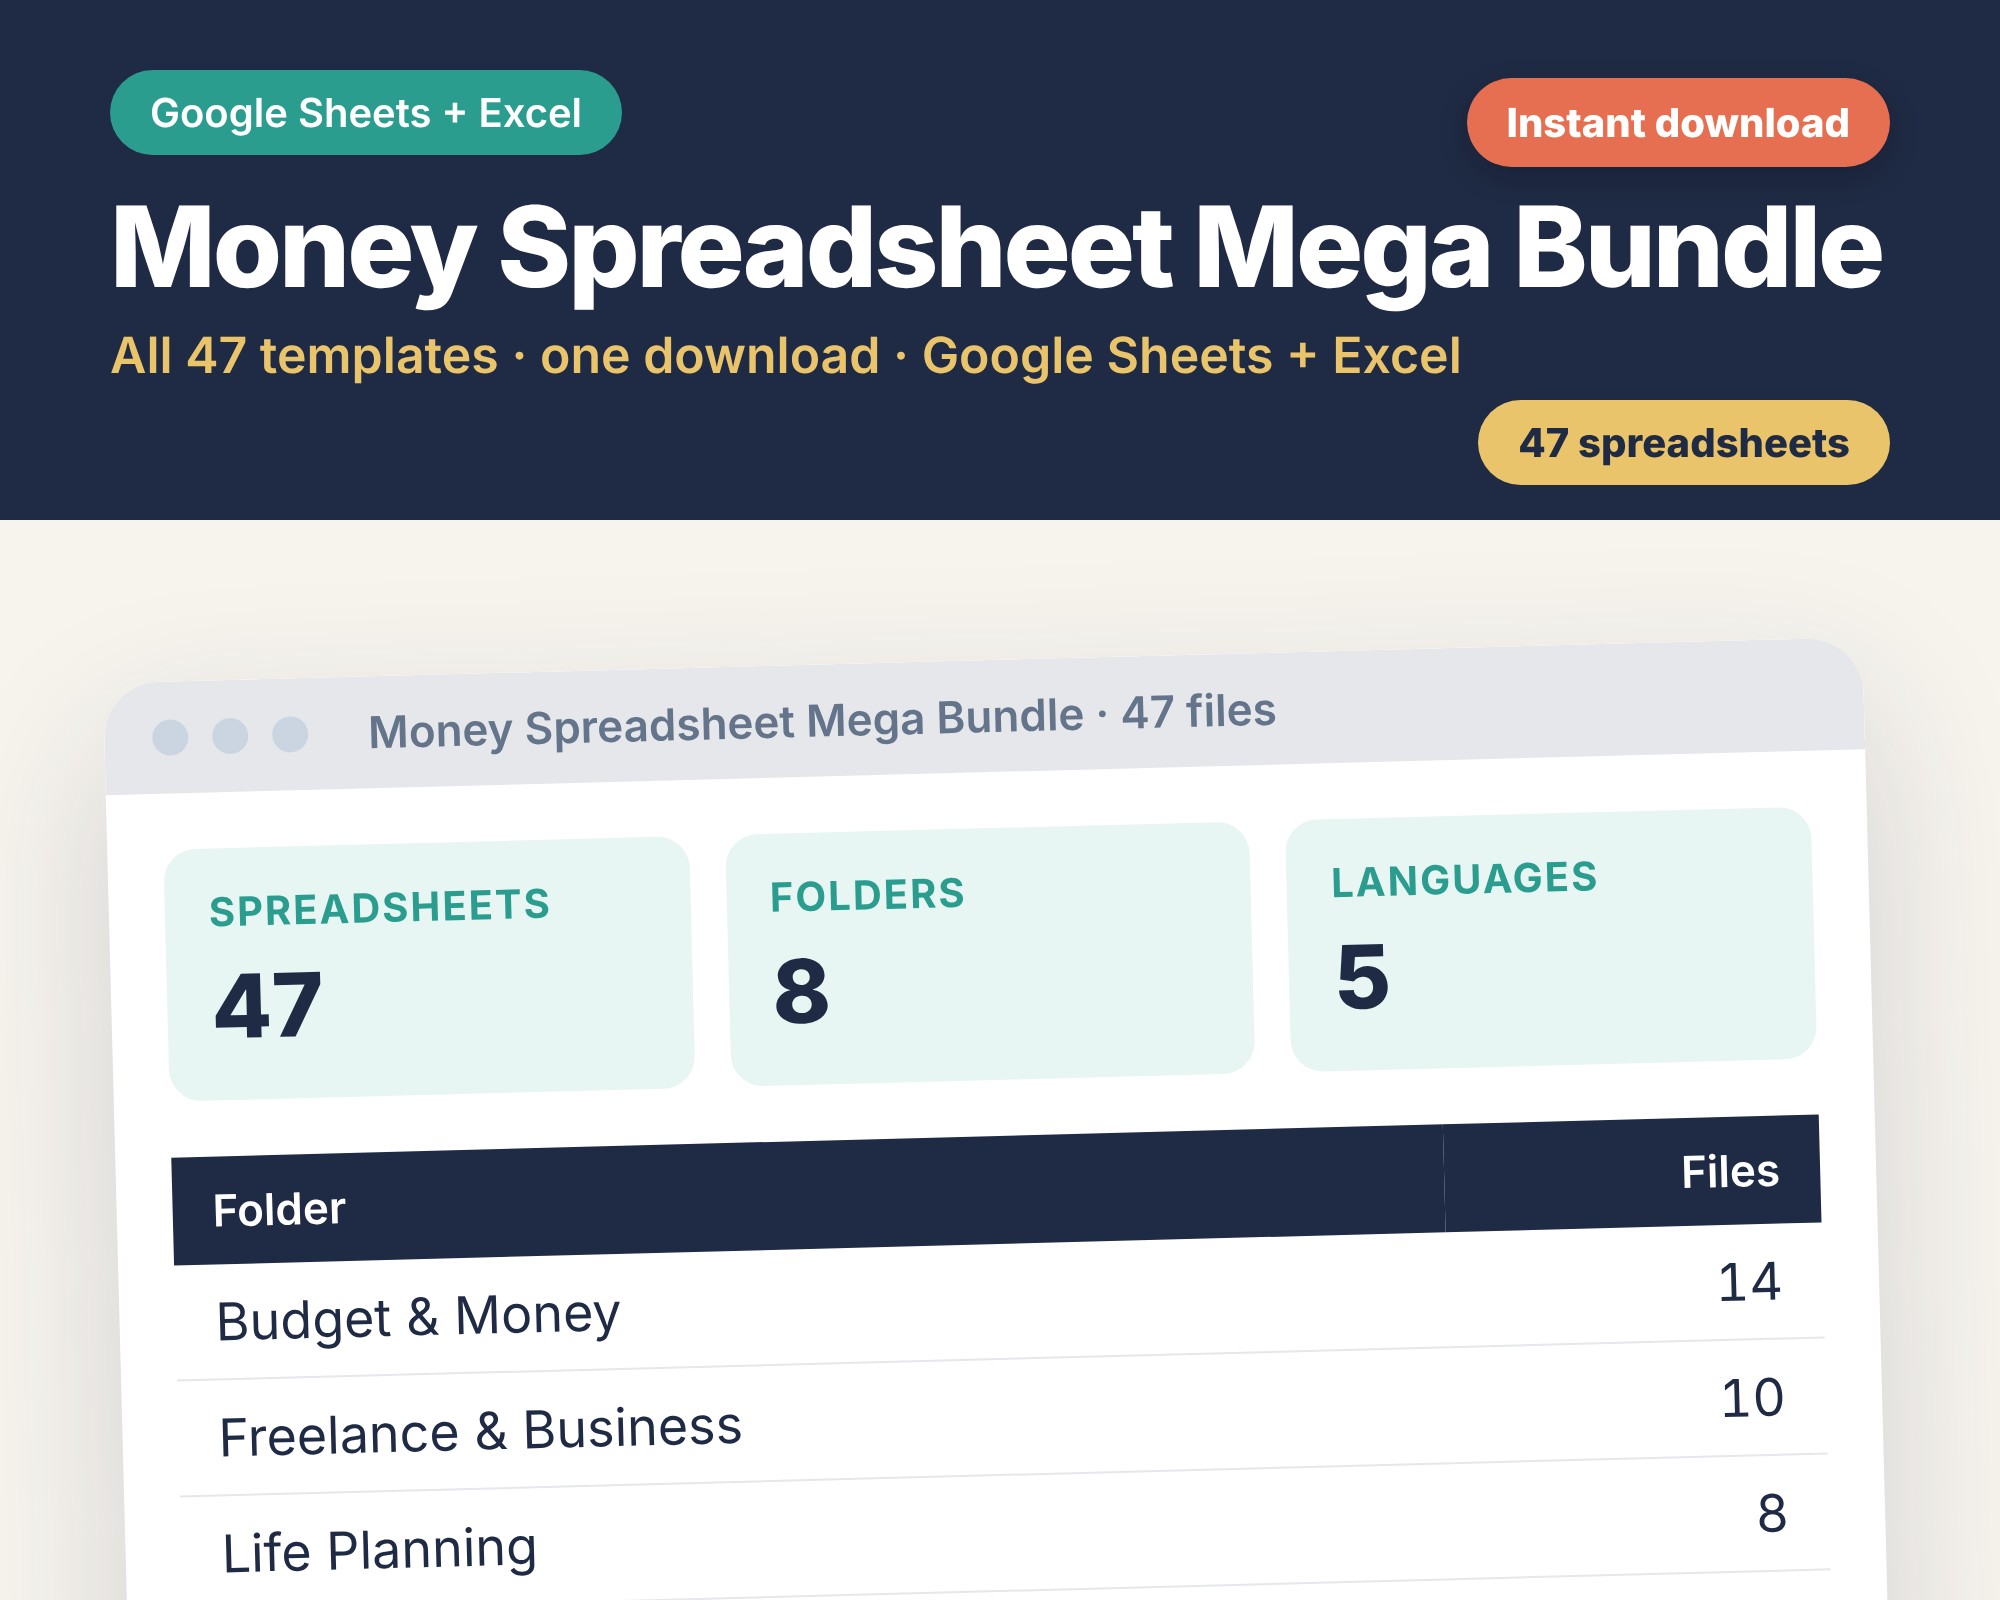 Google Sheets + Excel
Instant download
Money Spreadsheet Mega Bundle
All 47 templates · one download · Google Sheets + Excel
47 spreadsheets
Money Spreadsheet Mega Bundle · 47 files
SPREADSHEETS
47
FOLDERS
8
LANGUAGES
5
Folder Files
Budget & Money 14
Freelance & Business 10
Life Planning 8